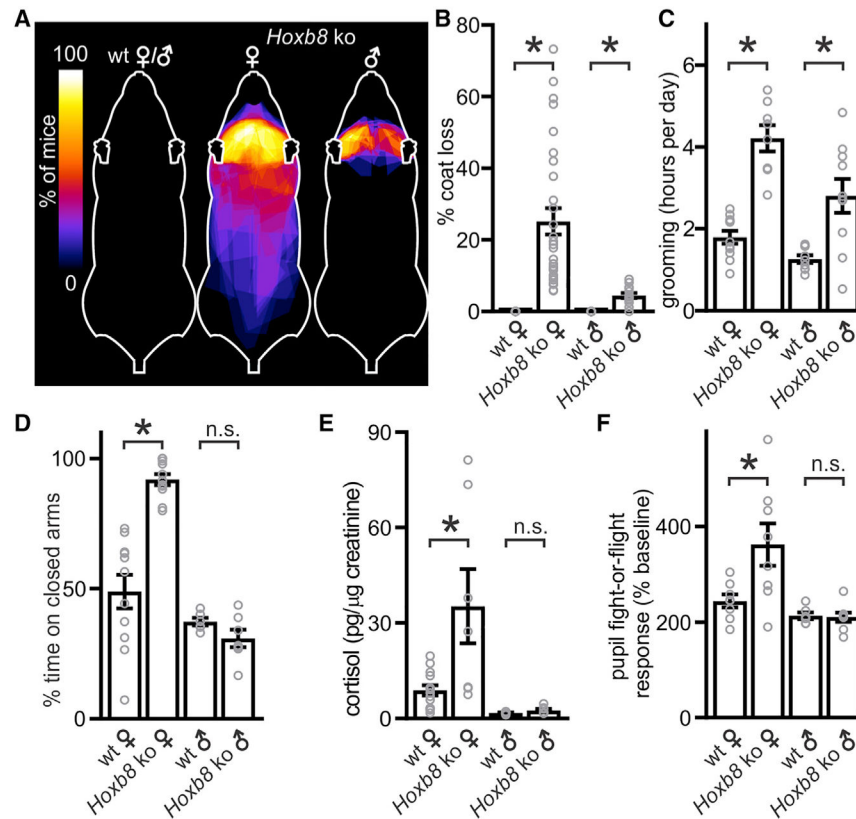 A
wt ♀/♂
Hoxb8 ko
♀
♂
100
% of mice
0
B
% coat loss
80
60
40
20
0
*
*
wt ♀
Hoxb8 ko ♀
wt ♂
Hoxb8 ko ♂
C
grooming (hours per day)
6
4
2
0
*
*
wt ♀
Hoxb8 ko ♀
wt ♂
Hoxb8 ko ♂
D
% time on closed arms
100
50
0
*
n.s.
wt ♀
Hoxb8 ko ♀
wt ♂
Hoxb8 ko ♂
E
cortisol (pg/μg creatinine)
90
60
30
0
*
n.s.
wt ♀
Hoxb8 ko ♀
wt ♂
Hoxb8 ko ♂
F
pupil fight-or-flight
response (% baseline)
400
200
0
*
n.s.
wt ♀
Hoxb8 ko ♀
wt ♂
Hoxb8 ko ♂